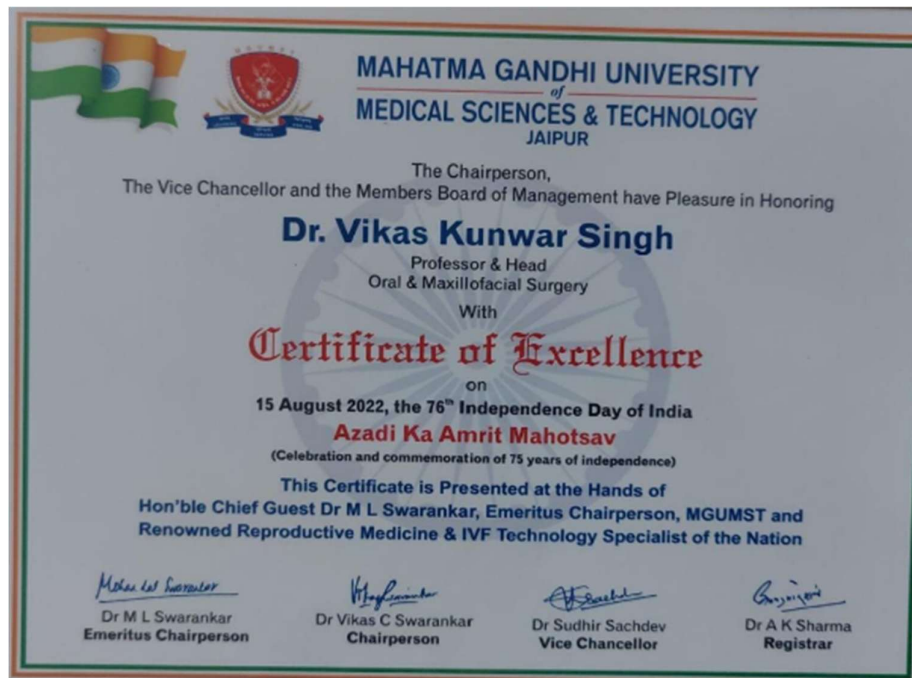 MAHATMA GANDHI UNIVERSITY
of
MEDICAL SCIENCES & TECHNOLOGY
JAIPUR
The Chairperson,
The Vice Chancellor and the Members Board of Management have Pleasure in Honoring
Dr. Vikas Kunwar Singh
Professor & Head
Oral & Maxillofacial Surgery
With
Certificate of Excellence
on
15 August 2022, the 76th Independence Day of India
Azadi Ka Amrit Mahotsav
(Celebration and commemoration of 75 years of independence)
This Certificate is Presented at the Hands of
Hon'ble Chief Guest Dr M L Swarankar, Emeritus Chairperson, MGUMST and
Renowned Reproductive Medicine & IVF Technology Specialist of the Nation
Dr M L Swarankar
Emeritus Chairperson
Dr Vikas C Swarankar
Chairperson
Dr Sudhir Sachdev
Vice Chancellor
Dr A K Sharma
Registrar